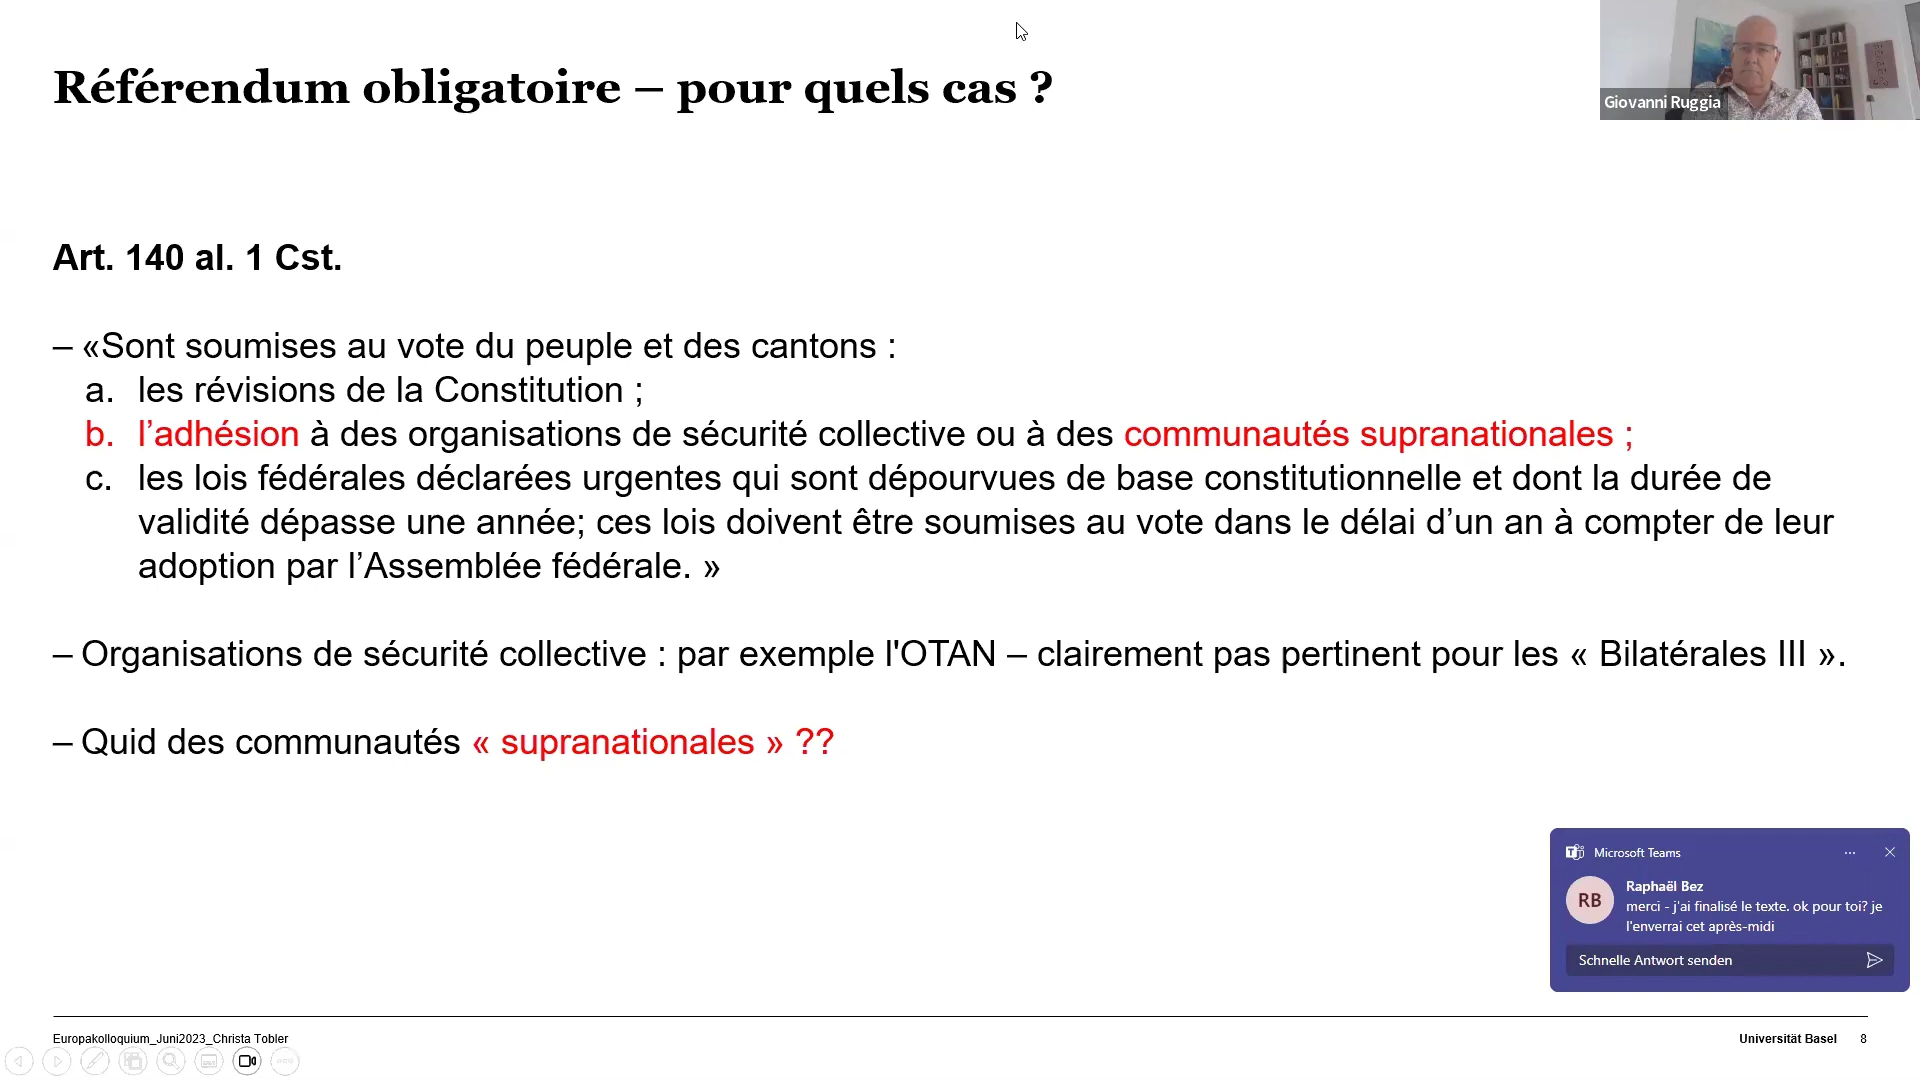 Référendum obligatoire – pour quels cas ?
Giovanni Ruggia
Art. 140 al. 1 Cst.
– «Sont soumises au vote du peuple et des cantons :
a. les révisions de la Constitution ;
b. l’adhésion à des organisations de sécurité collective ou à des communautés supranationales ;
c. les lois fédérales déclarées urgentes qui sont dépourvues de base constitutionnelle et dont la durée de
validité dépasse une année; ces lois doivent être soumises au vote dans le délai d’un an à compter de leur
adoption par l’Assemblée fédérale. »
– Organisations de sécurité collective : par exemple l'OTAN – clairement pas pertinent pour les « Bilatérales III ».
– Quid des communautés « supranationales » ??
Microsoft Teams
RB
Raphaël Bez
merci - j'ai finalisé le texte. ok pour toi? je
l'enverrai cet après-midi
Schnelle Antwort senden
Europakolloquium_Juni2023_Christa Tobler
Universität Basel 8